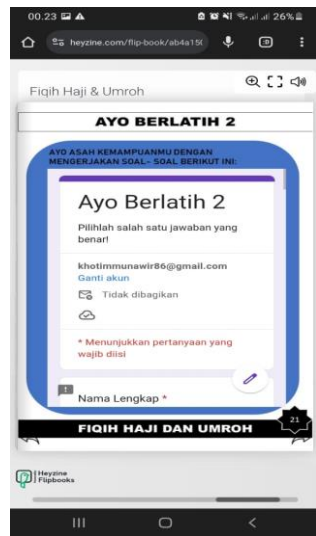 00.23
26%
heyzine.com/flip-book/ab4a15
Fiqih Haji & Umroh
AYO BERLATIH 2
AYO ASAH KEMAMPUANMU DENGAN
MENGERJAKAN SOAL- SOAL BERIKUT INI:
Ayo Berlatih 2
Pilihlah salah satu jawaban yang
benar!
khotimmunawir86@gmail.com
Ganti akun
Tidak dibagikan
* Menunjukkan pertanyaan yang
wajib diisi
Nama Lengkap *
21
FIQIH HAJI DAN UMROH
Heyzine
Flipbooks